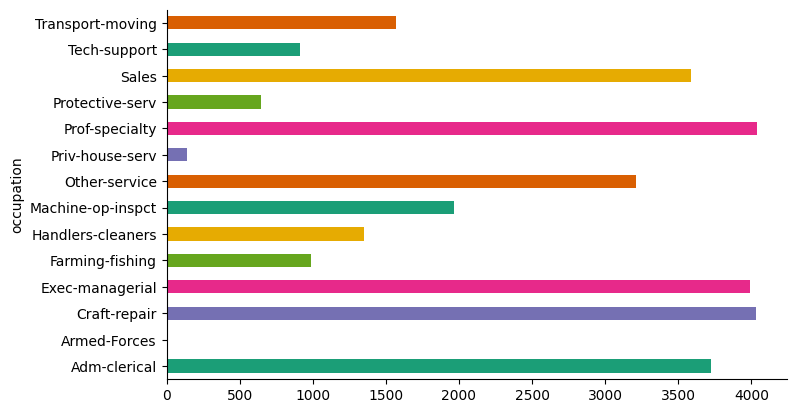 Transport-moving
Tech-support
Sales
Protective-serv
Prof-specialty
Priv-house-serv
Other-service
Machine-op-inspct
Handlers-cleaners
Farming-fishing
Exec-managerial
Craft-repair
Armed-Forces
Adm-clerical
occupation
0 500 1000 1500 2000 2500 3000 3500 4000